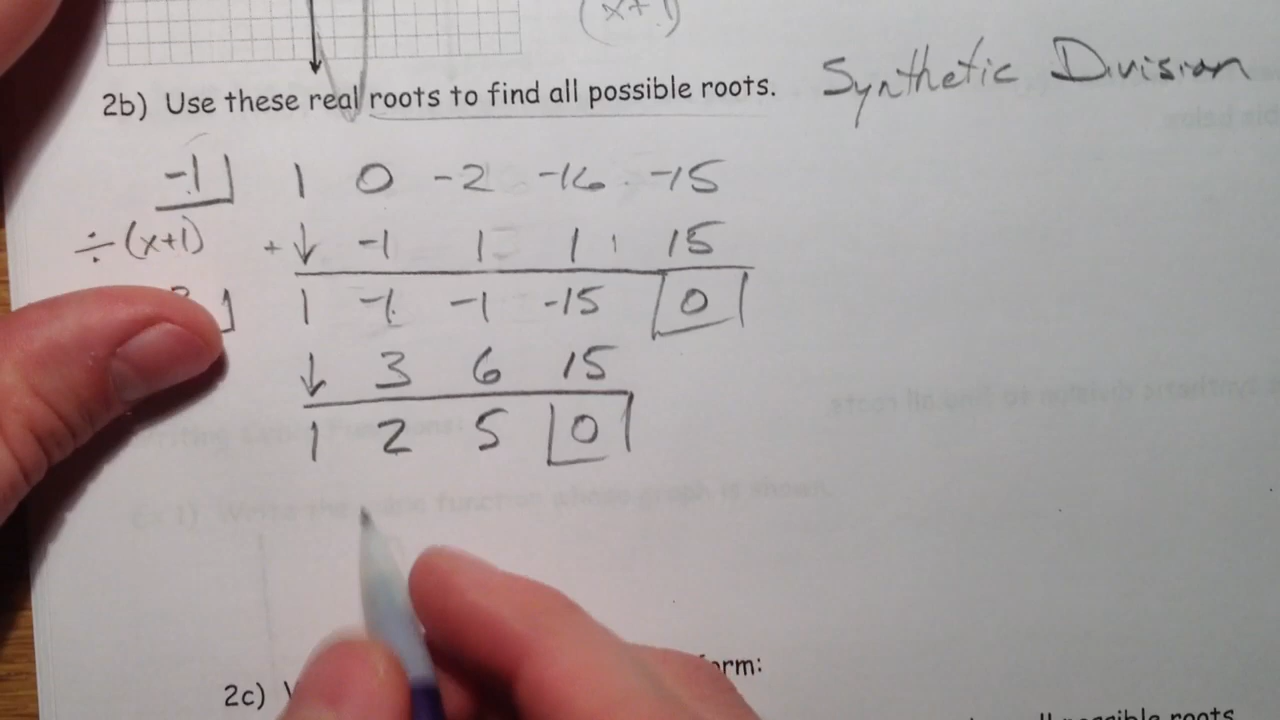 (x+1)
2b) Use these real roots to find all possible roots. Synthetic Division
-1 1 0 -2 -16 -15
÷(x+1) + ↓ -1 1 1 15
1 -1 -1 -15 0
↓ 3 6 15
1 2 5 0
2c)